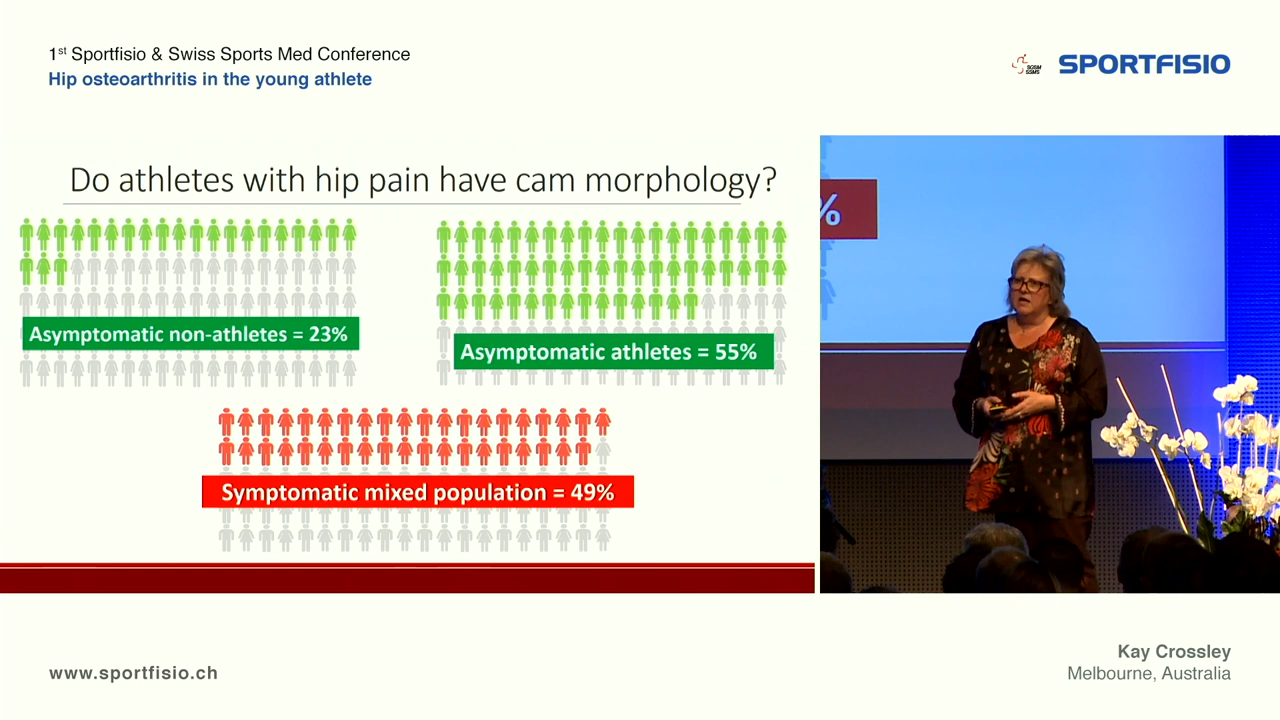 1st Sportfisio & Swiss Sports Med Conference
Hip osteoarthritis in the young athlete
SGSM
SSMS
SPORTFISIO
Do athletes with hip pain have cam morphology?
%
Asymptomatic non-athletes = 23%
Asymptomatic athletes = 55%
Symptomatic mixed population = 49%
Kay Crossley
www.sportfisio.ch
Melbourne, Australia